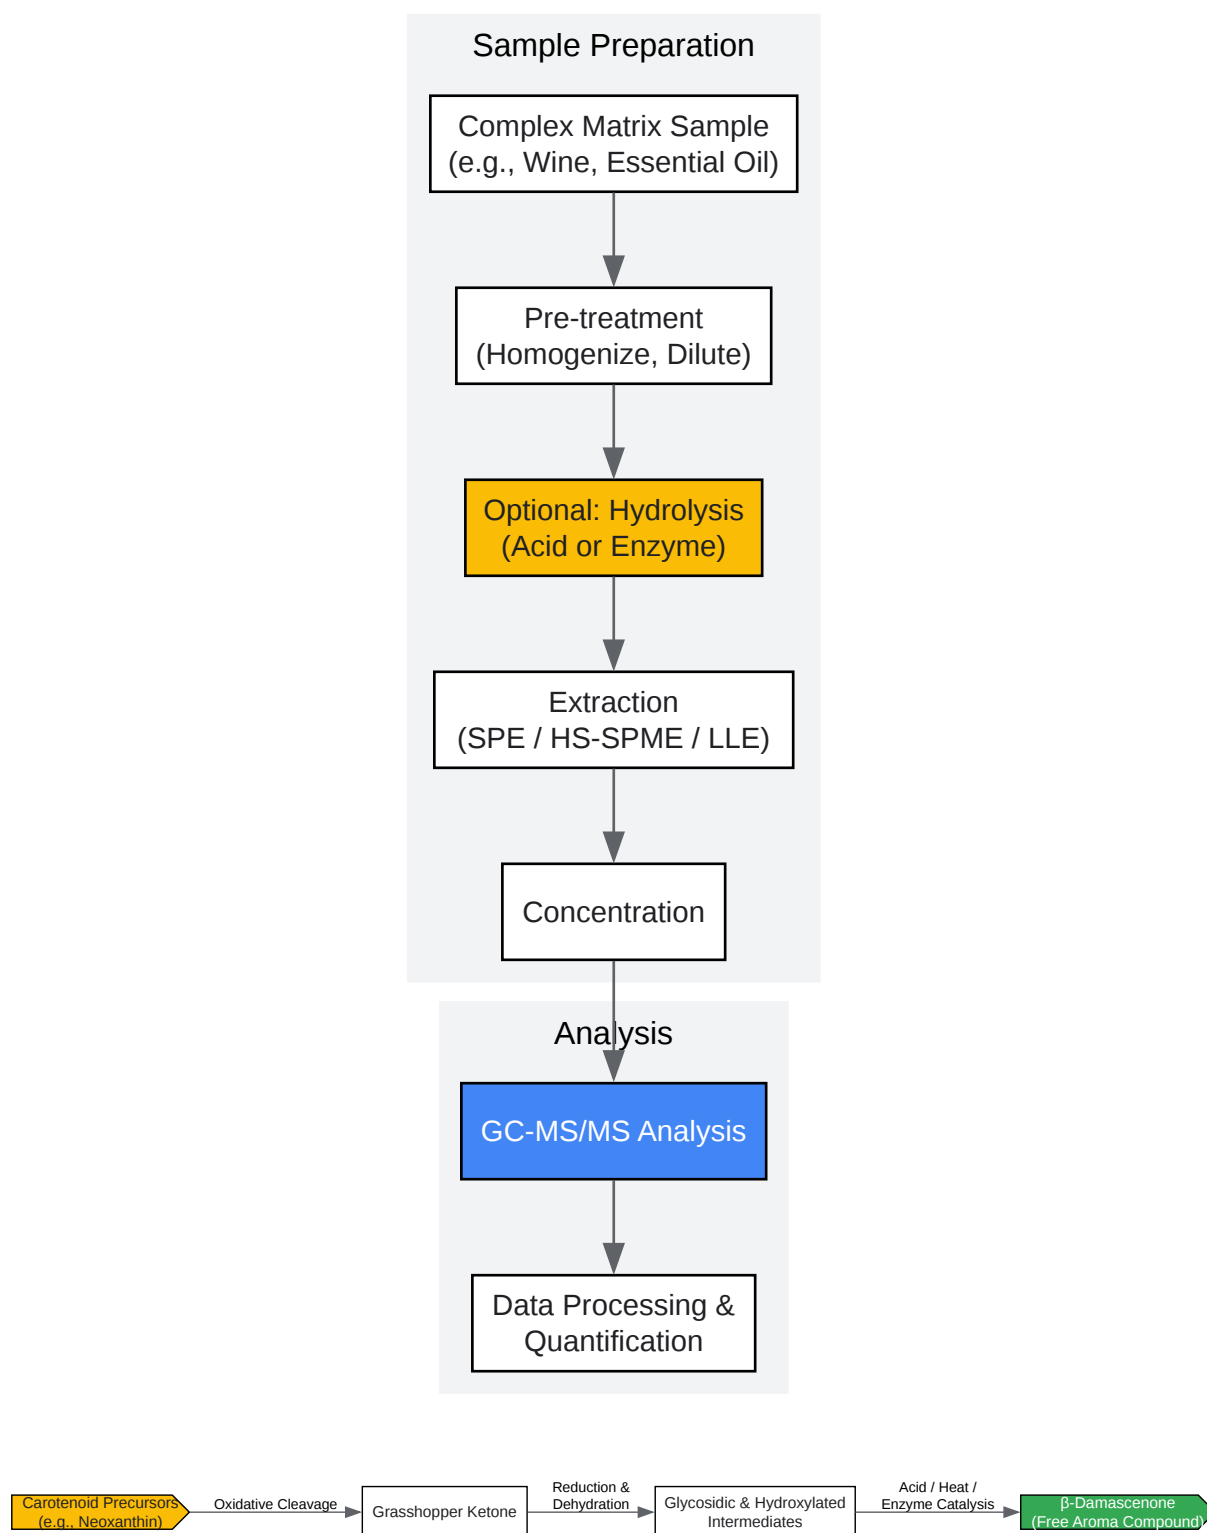 Sample Preparation
Complex Matrix Sample
(e.g., Wine, Essential Oil)
Pre-treatment
(Homogenize, Dilute)
Optional: Hydrolysis
(Acid or Enzyme)
Extraction
(SPE / HS-SPME / LLE)
Concentration
Analysis
GC-MS/MS Analysis
Data Processing &
Quantification
Carotenoid Precursors
(e.g., Neoxanthin)
Oxidative Cleavage
Grasshopper Ketone
Reduction &
Dehydration
Glycosidic & Hydroxylated
Intermediates
Acid / Heat /
Enzyme Catalysis
β-Damascenone
(Free Aroma Compound)